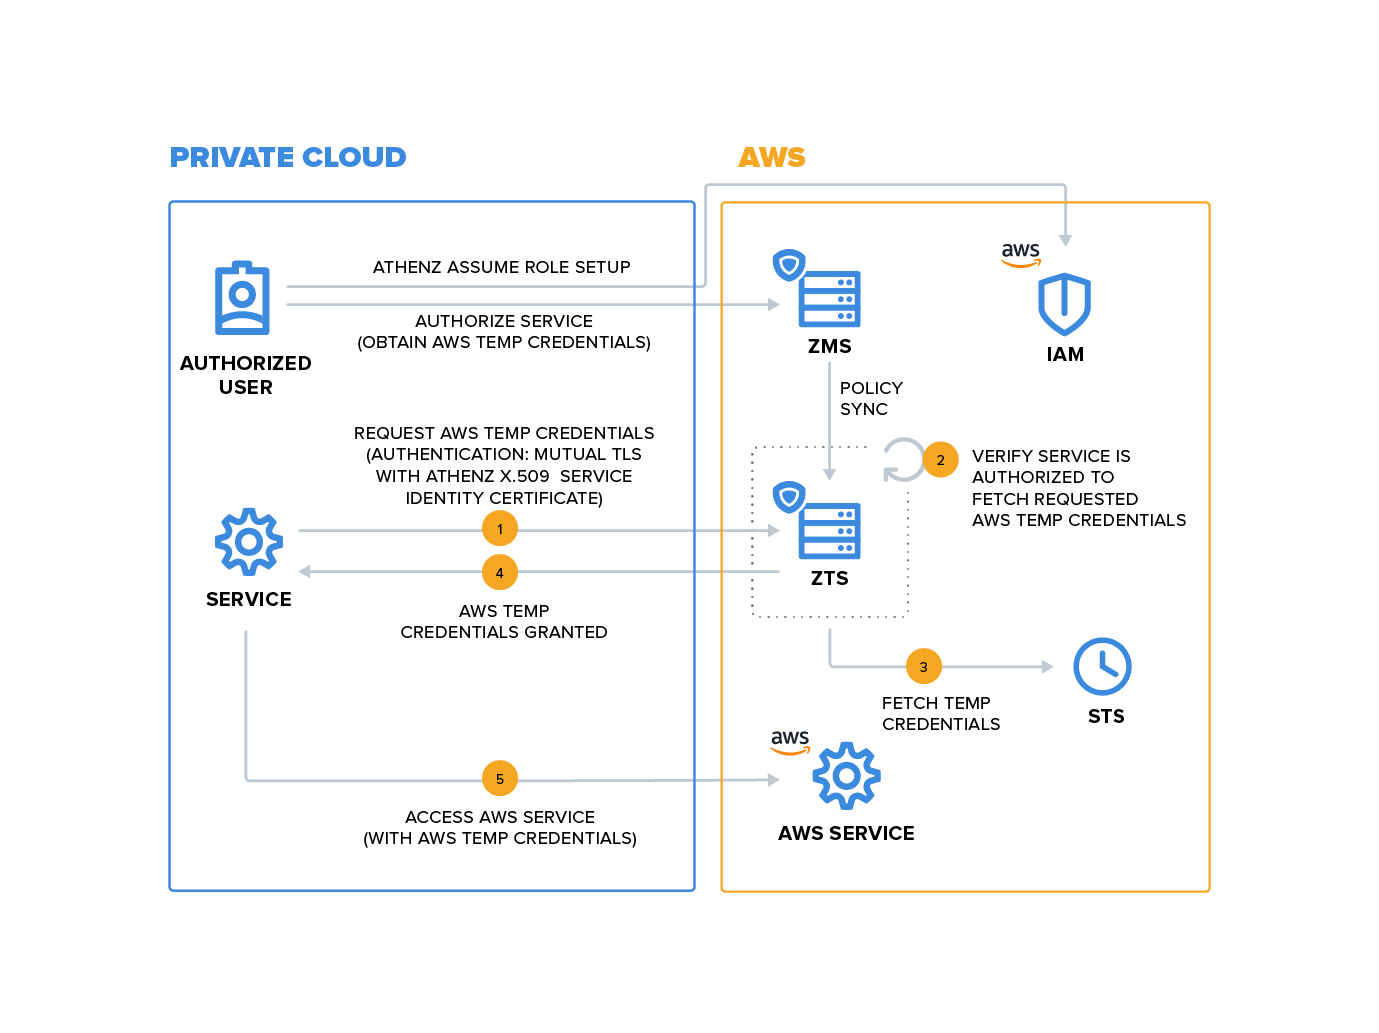 PRIVATE CLOUD
AWS
ATHENZ ASSUME ROLE SETUP
AUTHORIZE SERVICE
(OBTAIN AWS TEMP CREDENTIALS)
AUTHORIZED
USER
ZMS
aws
IAM
POLICY
SYNC
REQUEST AWS TEMP CREDENTIALS
(AUTHENTICATION: MUTUAL TLS
WITH ATHENZ X.509 SERVICE
IDENTITY CERTIFICATE)
1
2
VERIFY SERVICE IS
AUTHORIZED TO
FETCH REQUESTED
AWS TEMP CREDENTIALS
SERVICE
4
AWS TEMP
CREDENTIALS GRANTED
ZTS
3
FETCH TEMP
CREDENTIALS
STS
aws
AWS SERVICE
5
ACCESS AWS SERVICE
(WITH AWS TEMP CREDENTIALS)